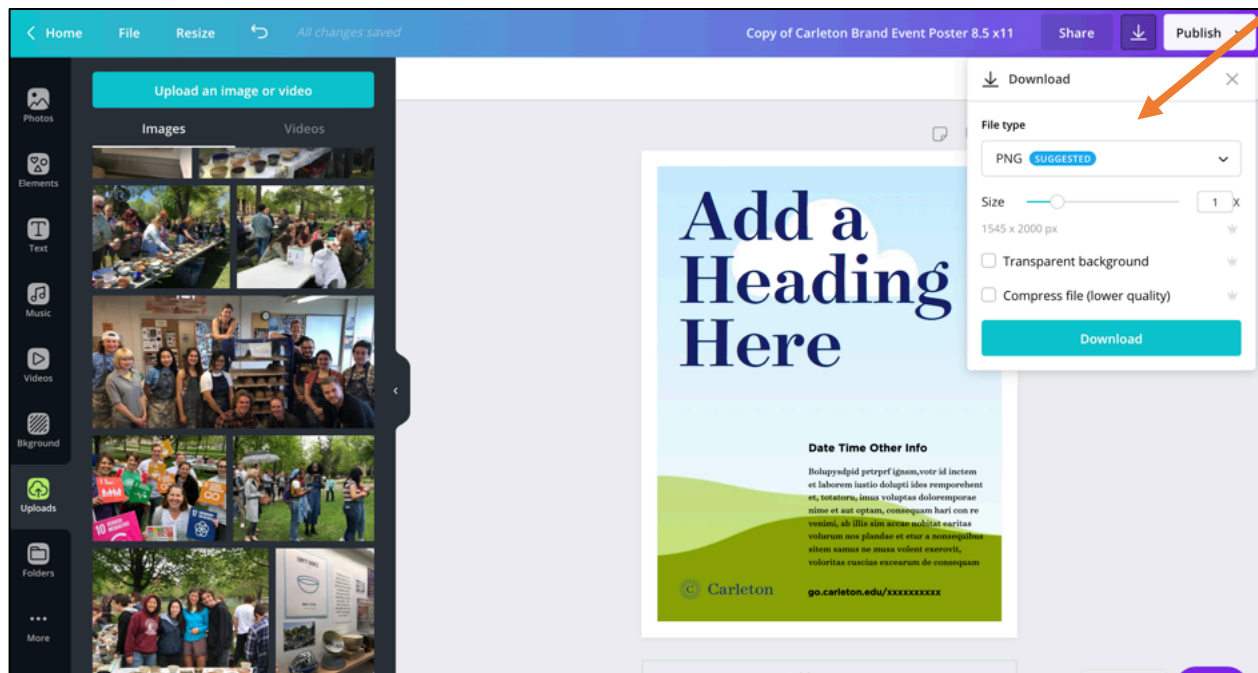 Home File Resize All changes saved Copy of Carleton Brand Event Poster 8.5 x11 Share Publish
Photos
Elements
Text
Music
Videos
Bkground
Uploads
Folders
More
Upload an image or video
Images Videos
10
17
Add a
Heading
Here
Date Time Other Info
Bolupysdpid prtrprf ignsm,votr id inctem
et laborem iustio dolupti ides remporehent
et, totatoru, imus voluptas doloremporae
nime et aut optam, consequam hari con re
venimi, ab illis sim accae nobitat earitas
volurum nos plandae et etur a nonsequibus
sitem samus ne musa volent exerovit,
voloritas cuscius excearum de consequam
C Carleton
go.carleton.edu/xxxxxxxxxx
Download
File type
PNG SUGGESTED
Size 1 X
1545 x 2000 px
Transparent background
Compress file (lower quality)
Download